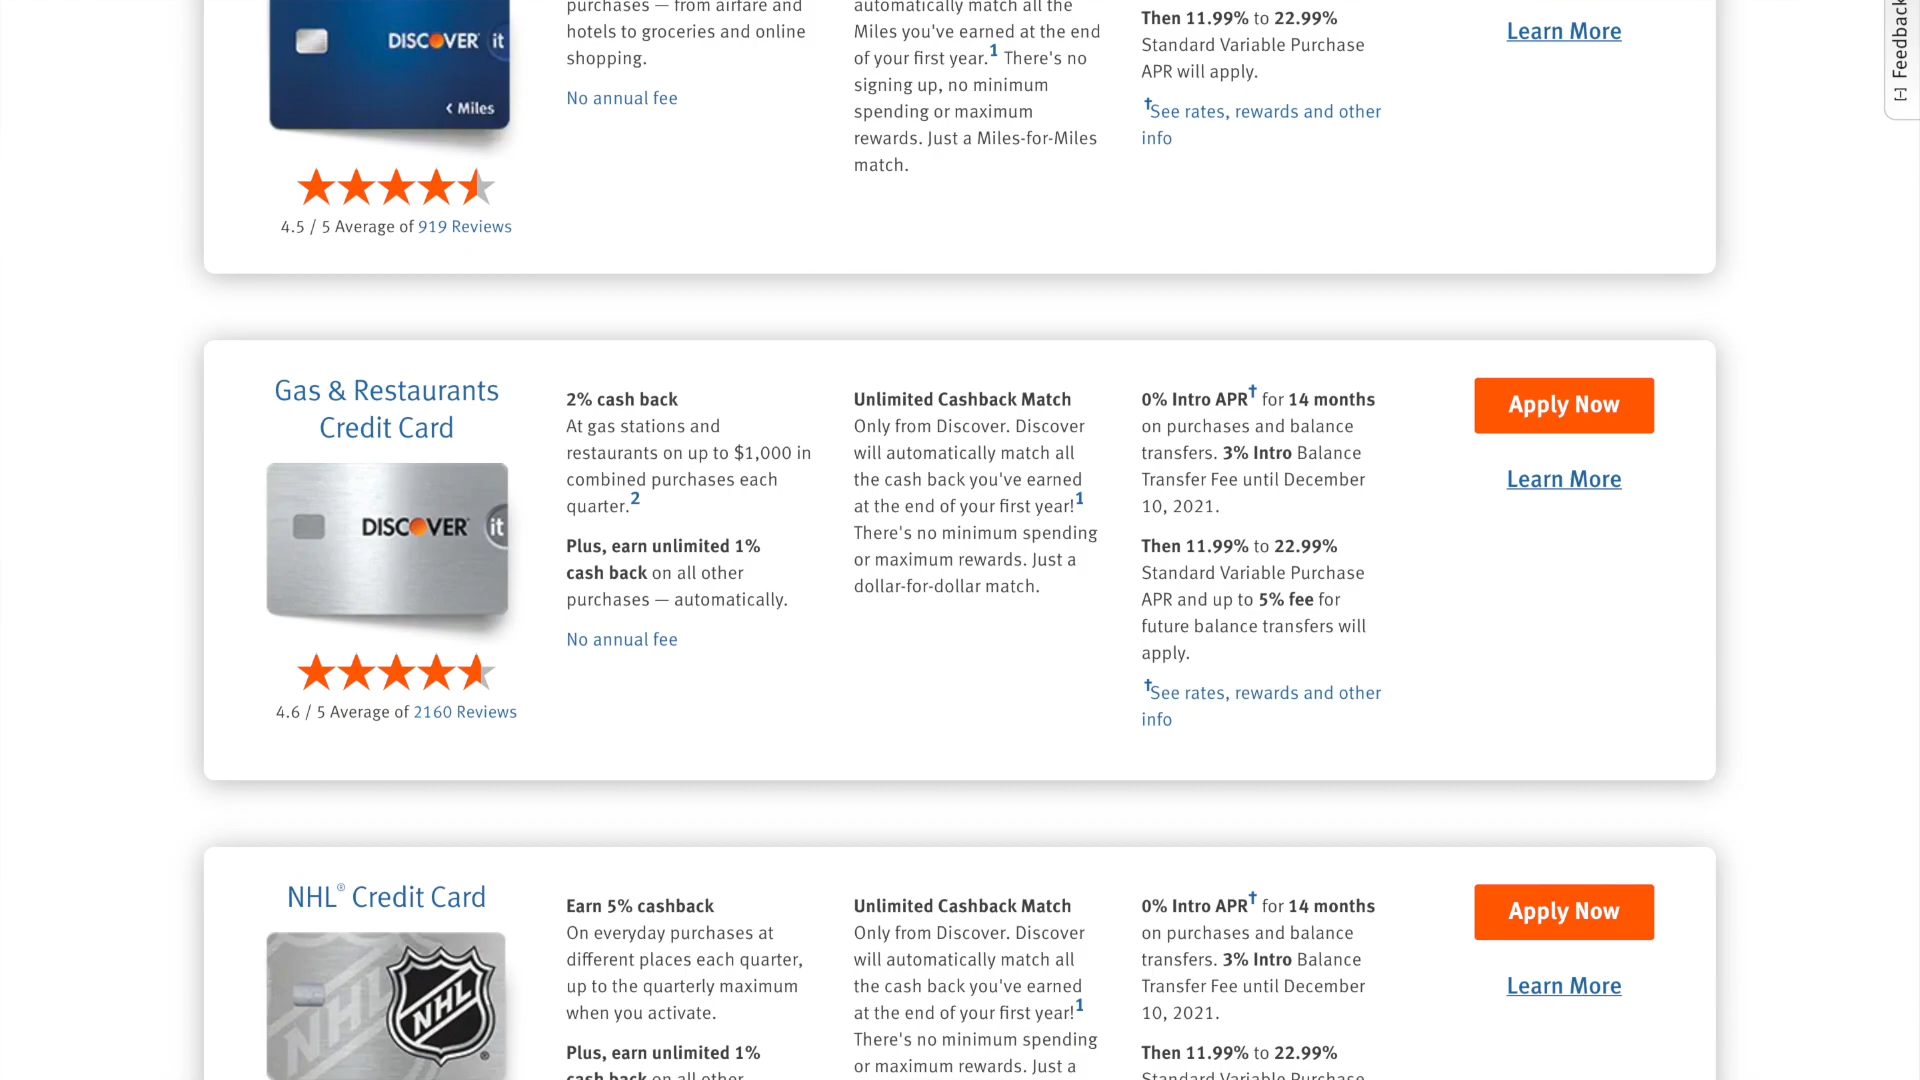 purchases — from airfare and
hotels to groceries and online
shopping.
No annual fee
automatically match all the
Miles you've earned at the end
of your first year.1 There's no
signing up, no minimum
spending or maximum
rewards. Just a Miles-for-Miles
match.
Then 11.99% to 22.99%
Standard Variable Purchase
APR will apply.
†See rates, rewards and other
info
Learn More
[-] Feedback
DISCOVER it
Miles
4.5 / 5 Average of 919 Reviews
Gas & Restaurants
Credit Card
DISCOVER it
4.6 / 5 Average of 2160 Reviews
2% cash back
At gas stations and
restaurants on up to $1,000 in
combined purchases each
quarter.2
Plus, earn unlimited 1%
cash back on all other
purchases — automatically.
No annual fee
Unlimited Cashback Match
Only from Discover. Discover
will automatically match all
the cash back you've earned
at the end of your first year!1
There's no minimum spending
or maximum rewards. Just a
dollar-for-dollar match.
0% Intro APR† for 14 months
on purchases and balance
transfers. 3% Intro Balance
Transfer Fee until December
10, 2021.
Then 11.99% to 22.99%
Standard Variable Purchase
APR and up to 5% fee for
future balance transfers will
apply.
†See rates, rewards and other
info
Apply Now
Learn More
NHL® Credit Card
NHL
NHL
Earn 5% cashback
On everyday purchases at
different places each quarter,
up to the quarterly maximum
when you activate.
Plus, earn unlimited 1%
cash back on all other
Unlimited Cashback Match
Only from Discover. Discover
will automatically match all
the cash back you've earned
at the end of your first year!1
There's no minimum spending
or maximum rewards. Just a
0% Intro APR† for 14 months
on purchases and balance
transfers. 3% Intro Balance
Transfer Fee until December
10, 2021.
Then 11.99% to 22.99%
Standard Variable Purchase
Apply Now
Learn More